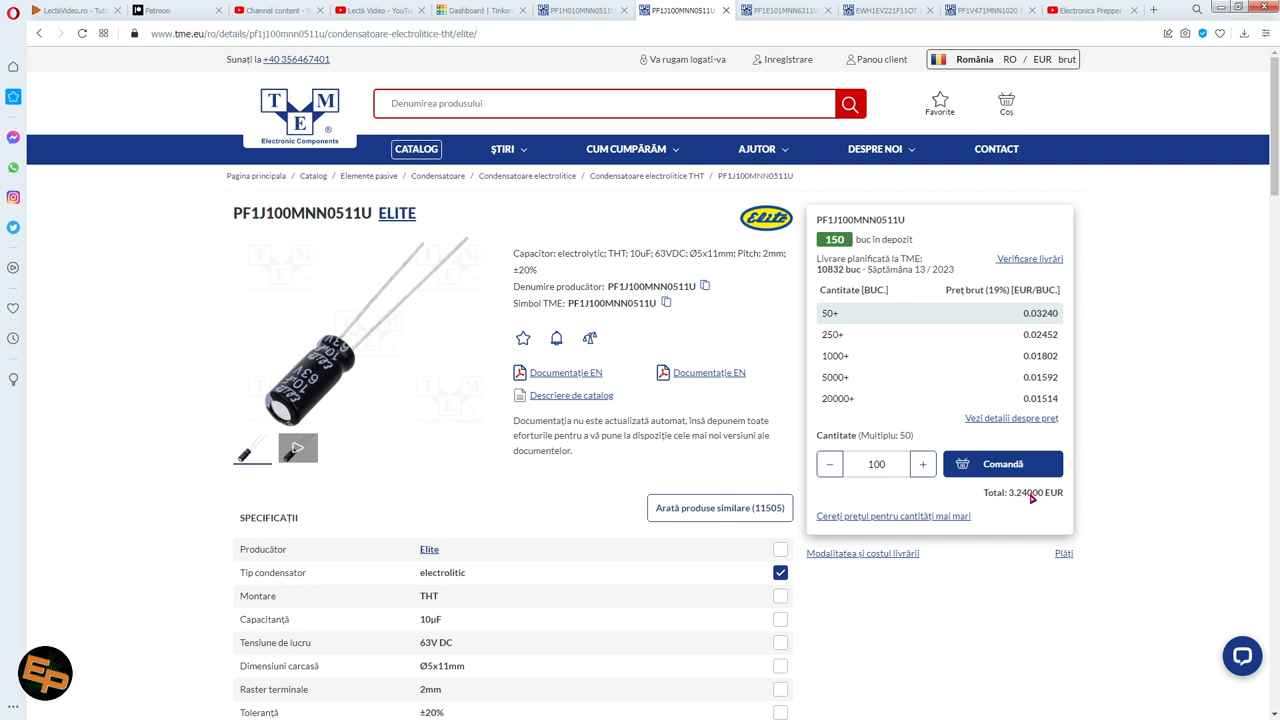 LectiiVideo.ro - Tuto
Patreon
Channel content - Y
Lectii Video - YouT
Dashboard | Tinker
PF1H010MNN0511U
PF1J100MNN0511U
PF1E101MNN6311U
EWH1EV221F11OT
PF1V471MNN1020
Electronics Prepper
www.tme.eu/ro/details/pf1j100mnn0511u/condensatoare-electrolitice-tht/elite/
Sunați la +40 356467401
Va rugam logati-va
Inregistrare
Panou client
România RO / EUR brut
T M E
®
Electronic Components
Denumirea produsului
Favorite
Coș
CATALOG
ȘTIRI
CUM CUMPĂRĂM
AJUTOR
DESPRE NOI
CONTACT
Pagina principala / Catalog / Elemente pasive / Condensatoare / Condensatoare electrolitice / Condensatoare electrolitice THT / PF1J100MNN0511U
PF1J100MNN0511U ELITE
Elite
Capacitor: electrolytic; THT; 10uF; 63VDC; Ø5x11mm; Pitch: 2mm;
±20%
Denumire producător: PF1J100MNN0511U
Simbol TME: PF1J100MNN0511U
Documentație EN
Documentație EN
Descriere de catalog
Documentația nu este actualizată automat, însă depunem toate
eforturile pentru a vă pune la dispoziție cele mai noi versiuni ale
documentelor.
Arată produse similare (11505)
PF1J100MNN0511U
150 buc în depozit
Livrare planificată la TME:
Verificare livrări
10832 buc - Săptămâna 13 / 2023
Cantitate [BUC.] Preț brut (19%) [EUR/BUC.]
50+ 0.03240
250+ 0.02452
1000+ 0.01802
5000+ 0.01592
20000+ 0.01514
Vezi detalii despre preț
Cantitate (Multiplu: 50)
− 100 + Comandă
Total: 3.24000 EUR
Cereți prețul pentru cantități mai mari
Modalitatea și costul livrării
Plăți
SPECIFICAȚII
Producător Elite
Tip condensator electrolitic
Montare THT
Capacitanță 10µF
Tensiune de lucru 63V DC
Dimensiuni carcasă Ø5x11mm
Raster terminale 2mm
Toleranță ±20%
EP